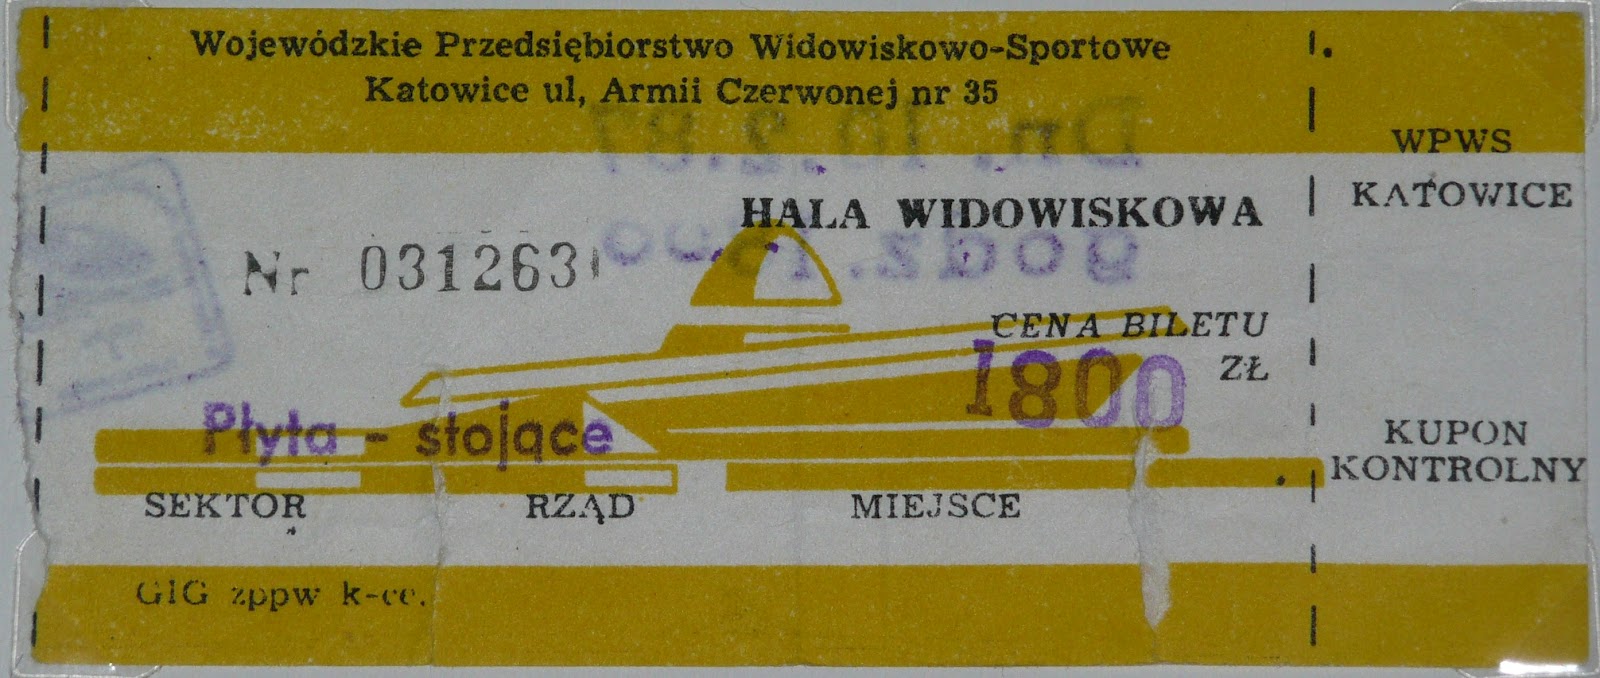 Wojewódzkie Przedsiębiorstwo Widowiskowo-Sportowe
Katowice ul, Armii Czerwonej nr 35
HALA WIDOWISKOWA
Nr 031263
CENA BILETU
1800 ZŁ
Płyta - stojące
SEKTOR RZĄD MIEJSCE
GIG zppw k-ce.
1.
WPWS
KATOWICE
KUPON
KONTROLNY